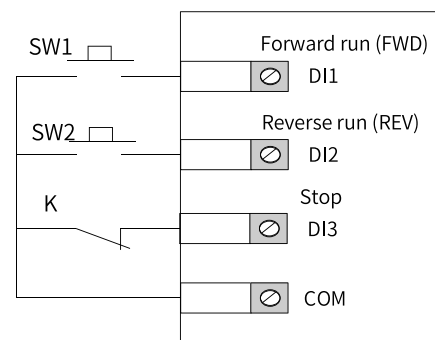 SW1
Forward run (FWD)
DI1
SW2
Reverse run (REV)
DI2
K
Stop
DI3
COM